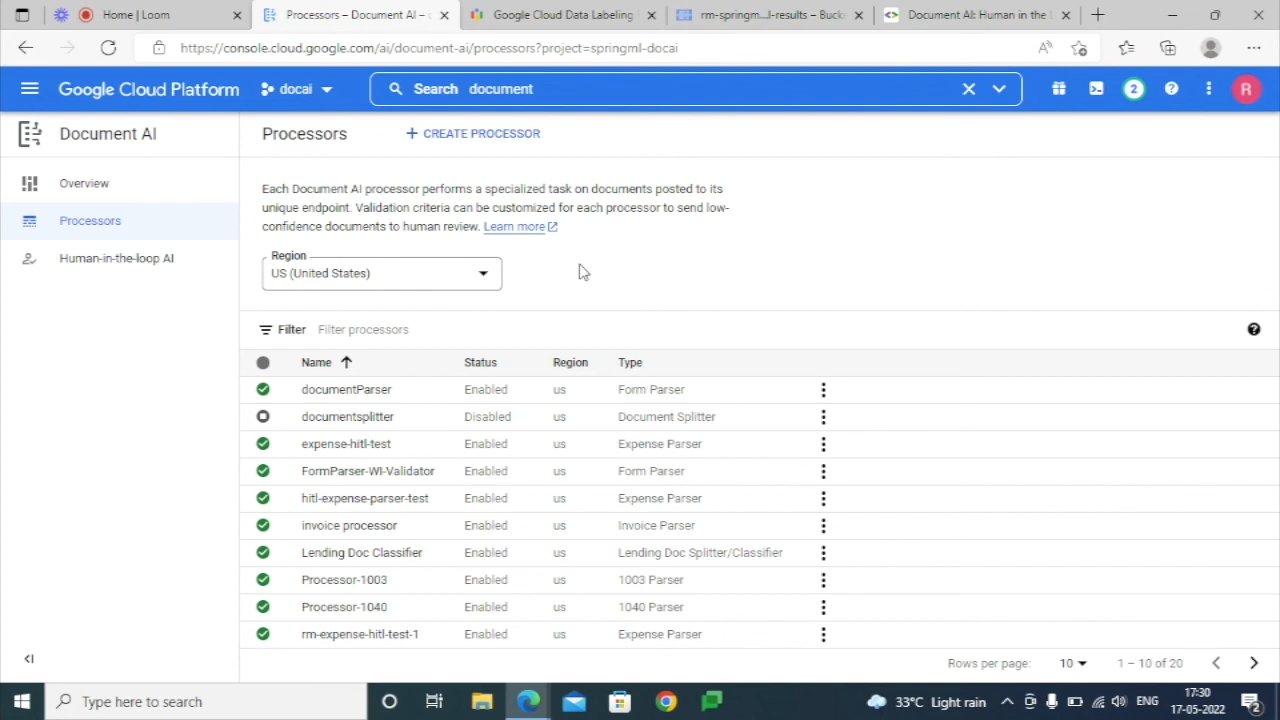 Home | Loom
Processors – Document AI –
Google Cloud Data Labeling
rm-springm...l-results – Buck
Document AI: Human in the L
https://console.cloud.google.com/ai/document-ai/processors?project=springml-docai
Google Cloud Platform
docai
Search document
2
R
Document AI
Processors
CREATE PROCESSOR
Overview
Processors
Human-in-the-loop AI
Each Document AI processor performs a specialized task on documents posted to its
unique endpoint. Validation criteria can be customized for each processor to send low-
confidence documents to human review. Learn more
Region
US (United States)
Filter Filter processors
Name Status Region Type
documentParser Enabled us Form Parser
documentsplitter Disabled us Document Splitter
expense-hitl-test Enabled us Expense Parser
FormParser-WI-Validator Enabled us Form Parser
hitl-expense-parser-test Enabled us Expense Parser
invoice processor Enabled us Invoice Parser
Lending Doc Classifier Enabled us Lending Doc Splitter/Classifier
Processor-1003 Enabled us 1003 Parser
Processor-1040 Enabled us 1040 Parser
rm-expense-hitl-test-1 Enabled us Expense Parser
Rows per page: 10 1 – 10 of 20
Type here to search
33°C Light rain
ENG
17:30
17-05-2022
2